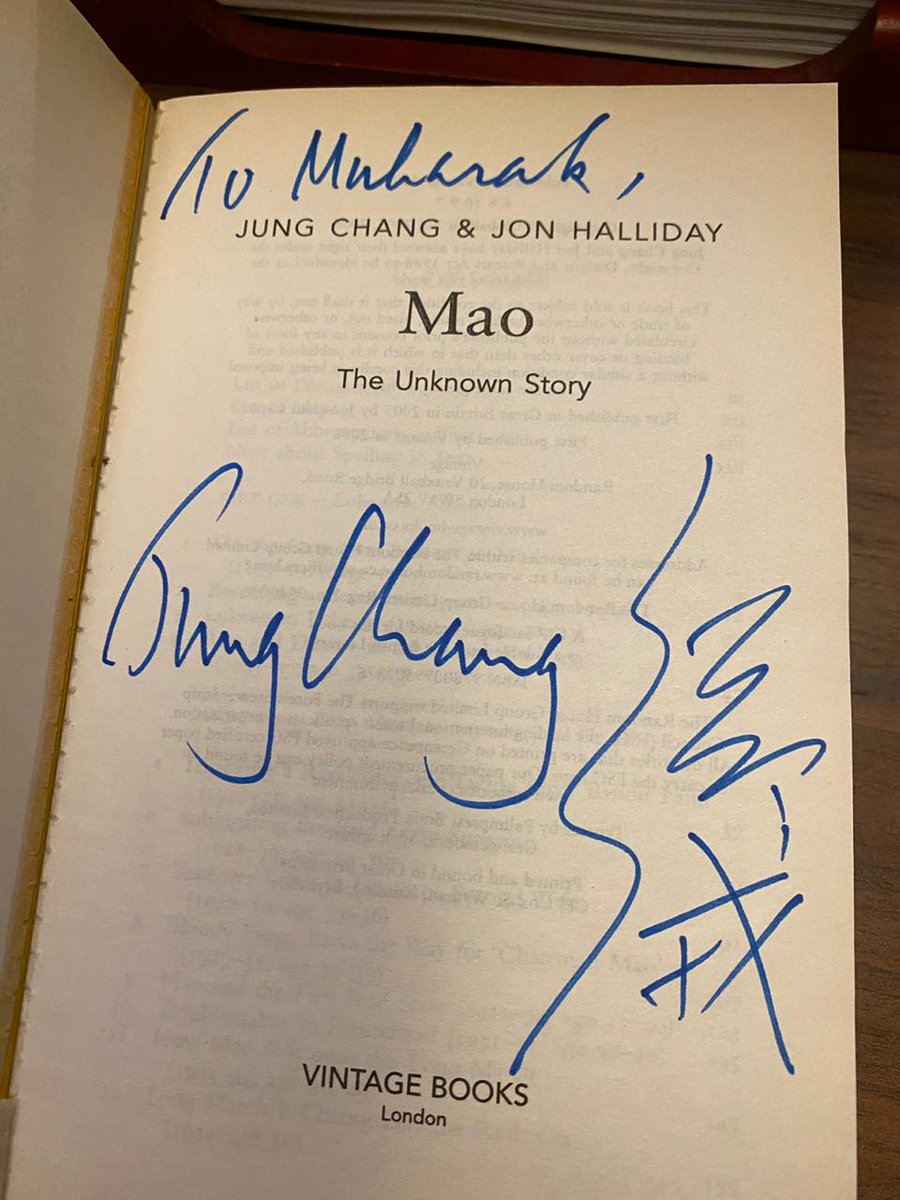 To Mubarak,
JUNG CHANG & JON HALLIDAY
Mao
The Unknown Story
Jung Chang
张戎
VINTAGE BOOKS
London